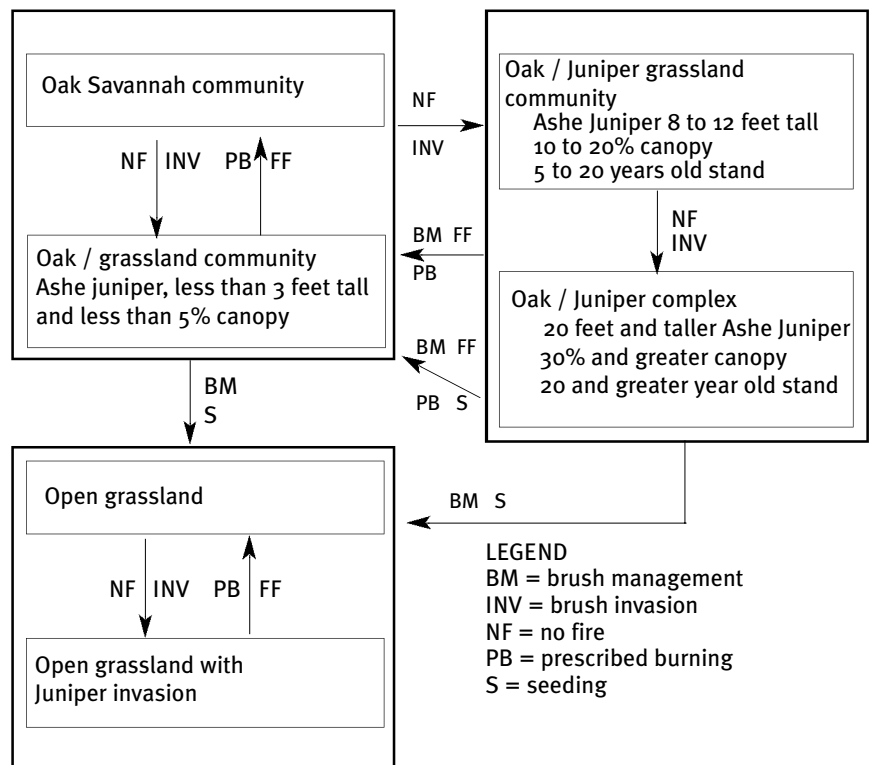 Oak Savannah community
NF INV PB FF
Oak / grassland community
Ashe juniper, less than 3 feet tall
and less than 5% canopy
NF
INV
BM FF
PB
BM FF
PB S
Oak / Juniper grassland
community
Ashe Juniper 8 to 12 feet tall
10 to 20% canopy
5 to 20 years old stand
NF
INV
Oak / Juniper complex
20 feet and taller Ashe Juniper
30% and greater canopy
20 and greater year old stand
BM
S
BM S
Open grassland
NF INV PB FF
Open grassland with
Juniper invasion
LEGEND
BM = brush management
INV = brush invasion
NF = no fire
PB = prescribed burning
S = seeding